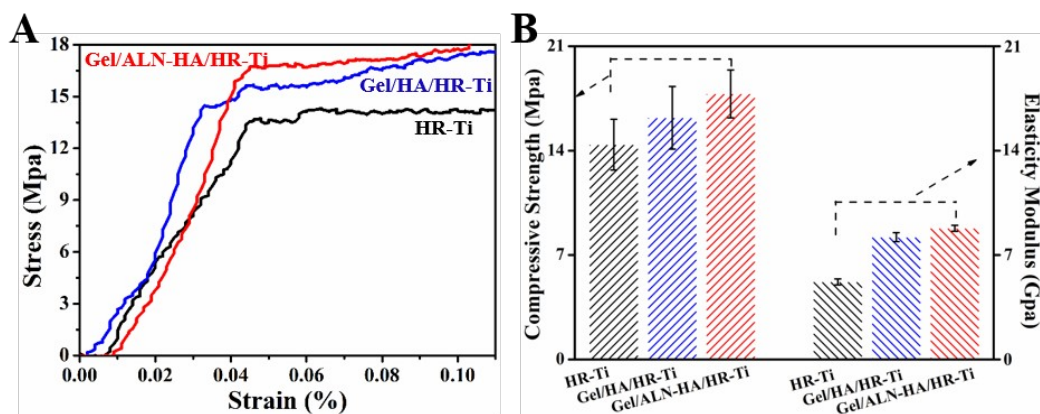 A
Stress (Mpa)
18
15
12
9
6
3
0
Gel/ALN-HA/HR-Ti
Gel/HA/HR-Ti
HR-Ti
0.00
0.02
0.04
0.06
0.08
0.10
Strain (%)
B
Compressive Strength (Mpa)
21
14
7
0
HR-Ti
Gel/HA/HR-Ti
Gel/ALN-HA/HR-Ti
HR-Ti
Gel/HA/HR-Ti
Gel/ALN-HA/HR-Ti
21
14
7
0
Elasticity Modulus (Gpa)